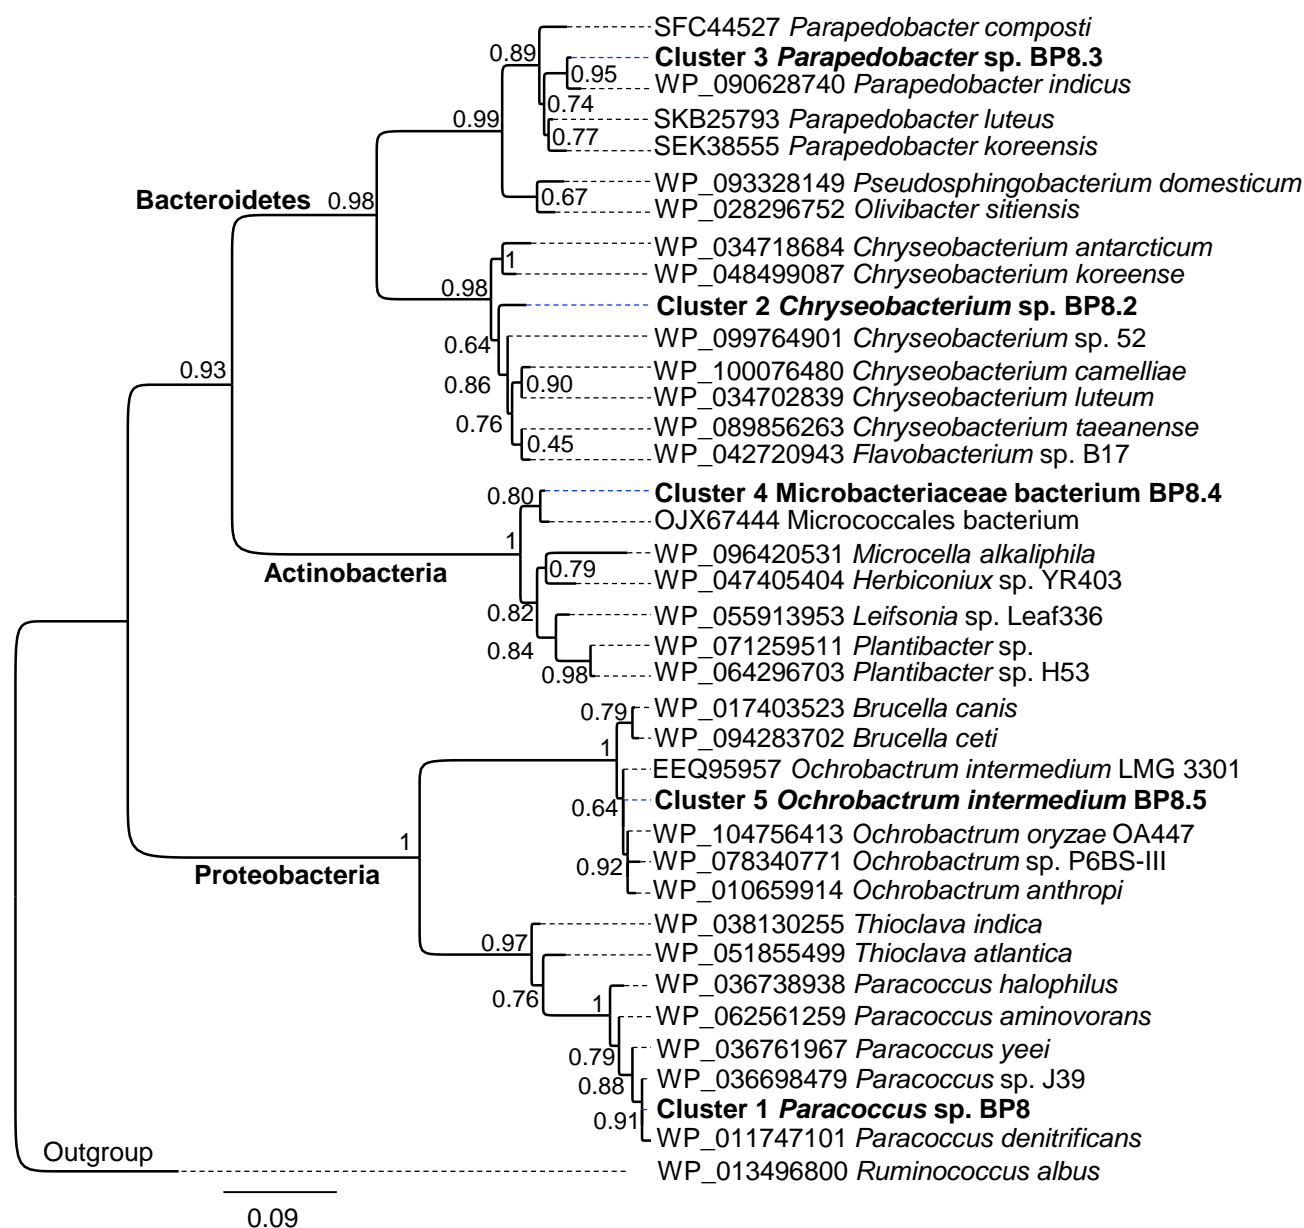 SFC44527 Parapedobacter composti
0.89
Cluster 3 Parapedobacter sp. BP8.3
0.95
WP_090628740 Parapedobacter indicus
0.74
0.99
SKB25793 Parapedobacter luteus
0.77
SEK38555 Parapedobacter koreensis
WP_093328149 Pseudosphingobacterium domesticum
Bacteroidetes 0.98
0.67
WP_028296752 Olivibacter sitiensis
WP_034718684 Chryseobacterium antarcticum
1
WP_048499087 Chryseobacterium koreense
0.98
Cluster 2 Chryseobacterium sp. BP8.2
WP_099764901 Chryseobacterium sp. 52
0.64
0.93
WP_100076480 Chryseobacterium camelliae
0.86
0.90
WP_034702839 Chryseobacterium luteum
0.76
WP_089856263 Chryseobacterium taeanense
0.45
WP_042720943 Flavobacterium sp. B17
0.80
Cluster 4 Microbacteriaceae bacterium BP8.4
OJX67444 Micrococcales bacterium
1
WP_096420531 Microcella alkaliphila
Actinobacteria
0.79
WP_047405404 Herbiconiux sp. YR403
0.82
WP_055913953 Leifsonia sp. Leaf336
0.84
WP_071259511 Plantibacter sp.
0.98
WP_064296703 Plantibacter sp. H53
0.79
WP_017403523 Brucella canis
1
WP_094283702 Brucella ceti
EEQ95957 Ochrobactrum intermedium LMG 3301
0.64
Cluster 5 Ochrobactrum intermedium BP8.5
1
WP_104756413 Ochrobactrum oryzae OA447
Proteobacteria
0.92
WP_078340771 Ochrobactrum sp. P6BS-III
WP_010659914 Ochrobactrum anthropi
WP_038130255 Thioclava indica
0.97
WP_051855499 Thioclava atlantica
0.76
1
WP_036738938 Paracoccus halophilus
WP_062561259 Paracoccus aminovorans
0.79
WP_036761967 Paracoccus yeei
0.88
WP_036698479 Paracoccus sp. J39
0.91
Cluster 1 Paracoccus sp. BP8
WP_011747101 Paracoccus denitrificans
Outgroup
WP_013496800 Ruminococcus albus
0.09